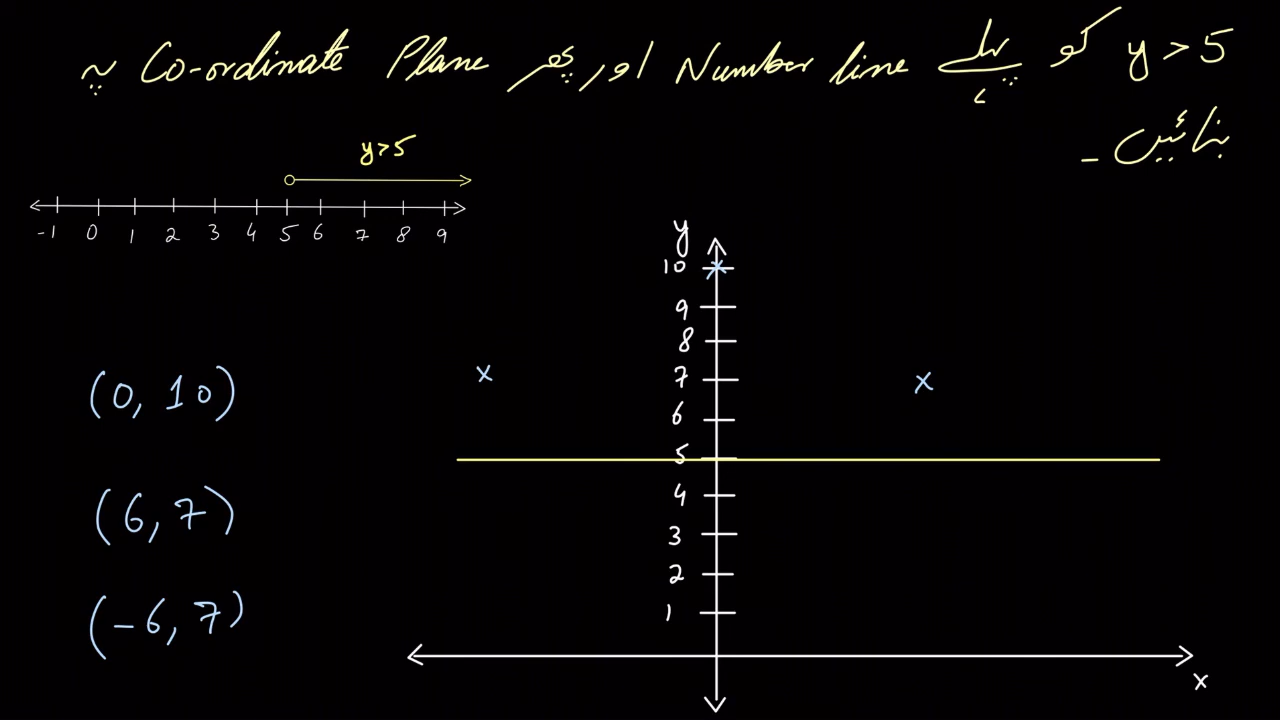 y > 5 کو پہلے Number line اور پھر Co-ordinate Plane پہ
بنائیں۔
y > 5
-1 0 1 2 3 4 5 6 7 8 9
y
10
9
8
7
6
5
4
3
2
1
x
(0, 10)
(6, 7)
(-6, 7)